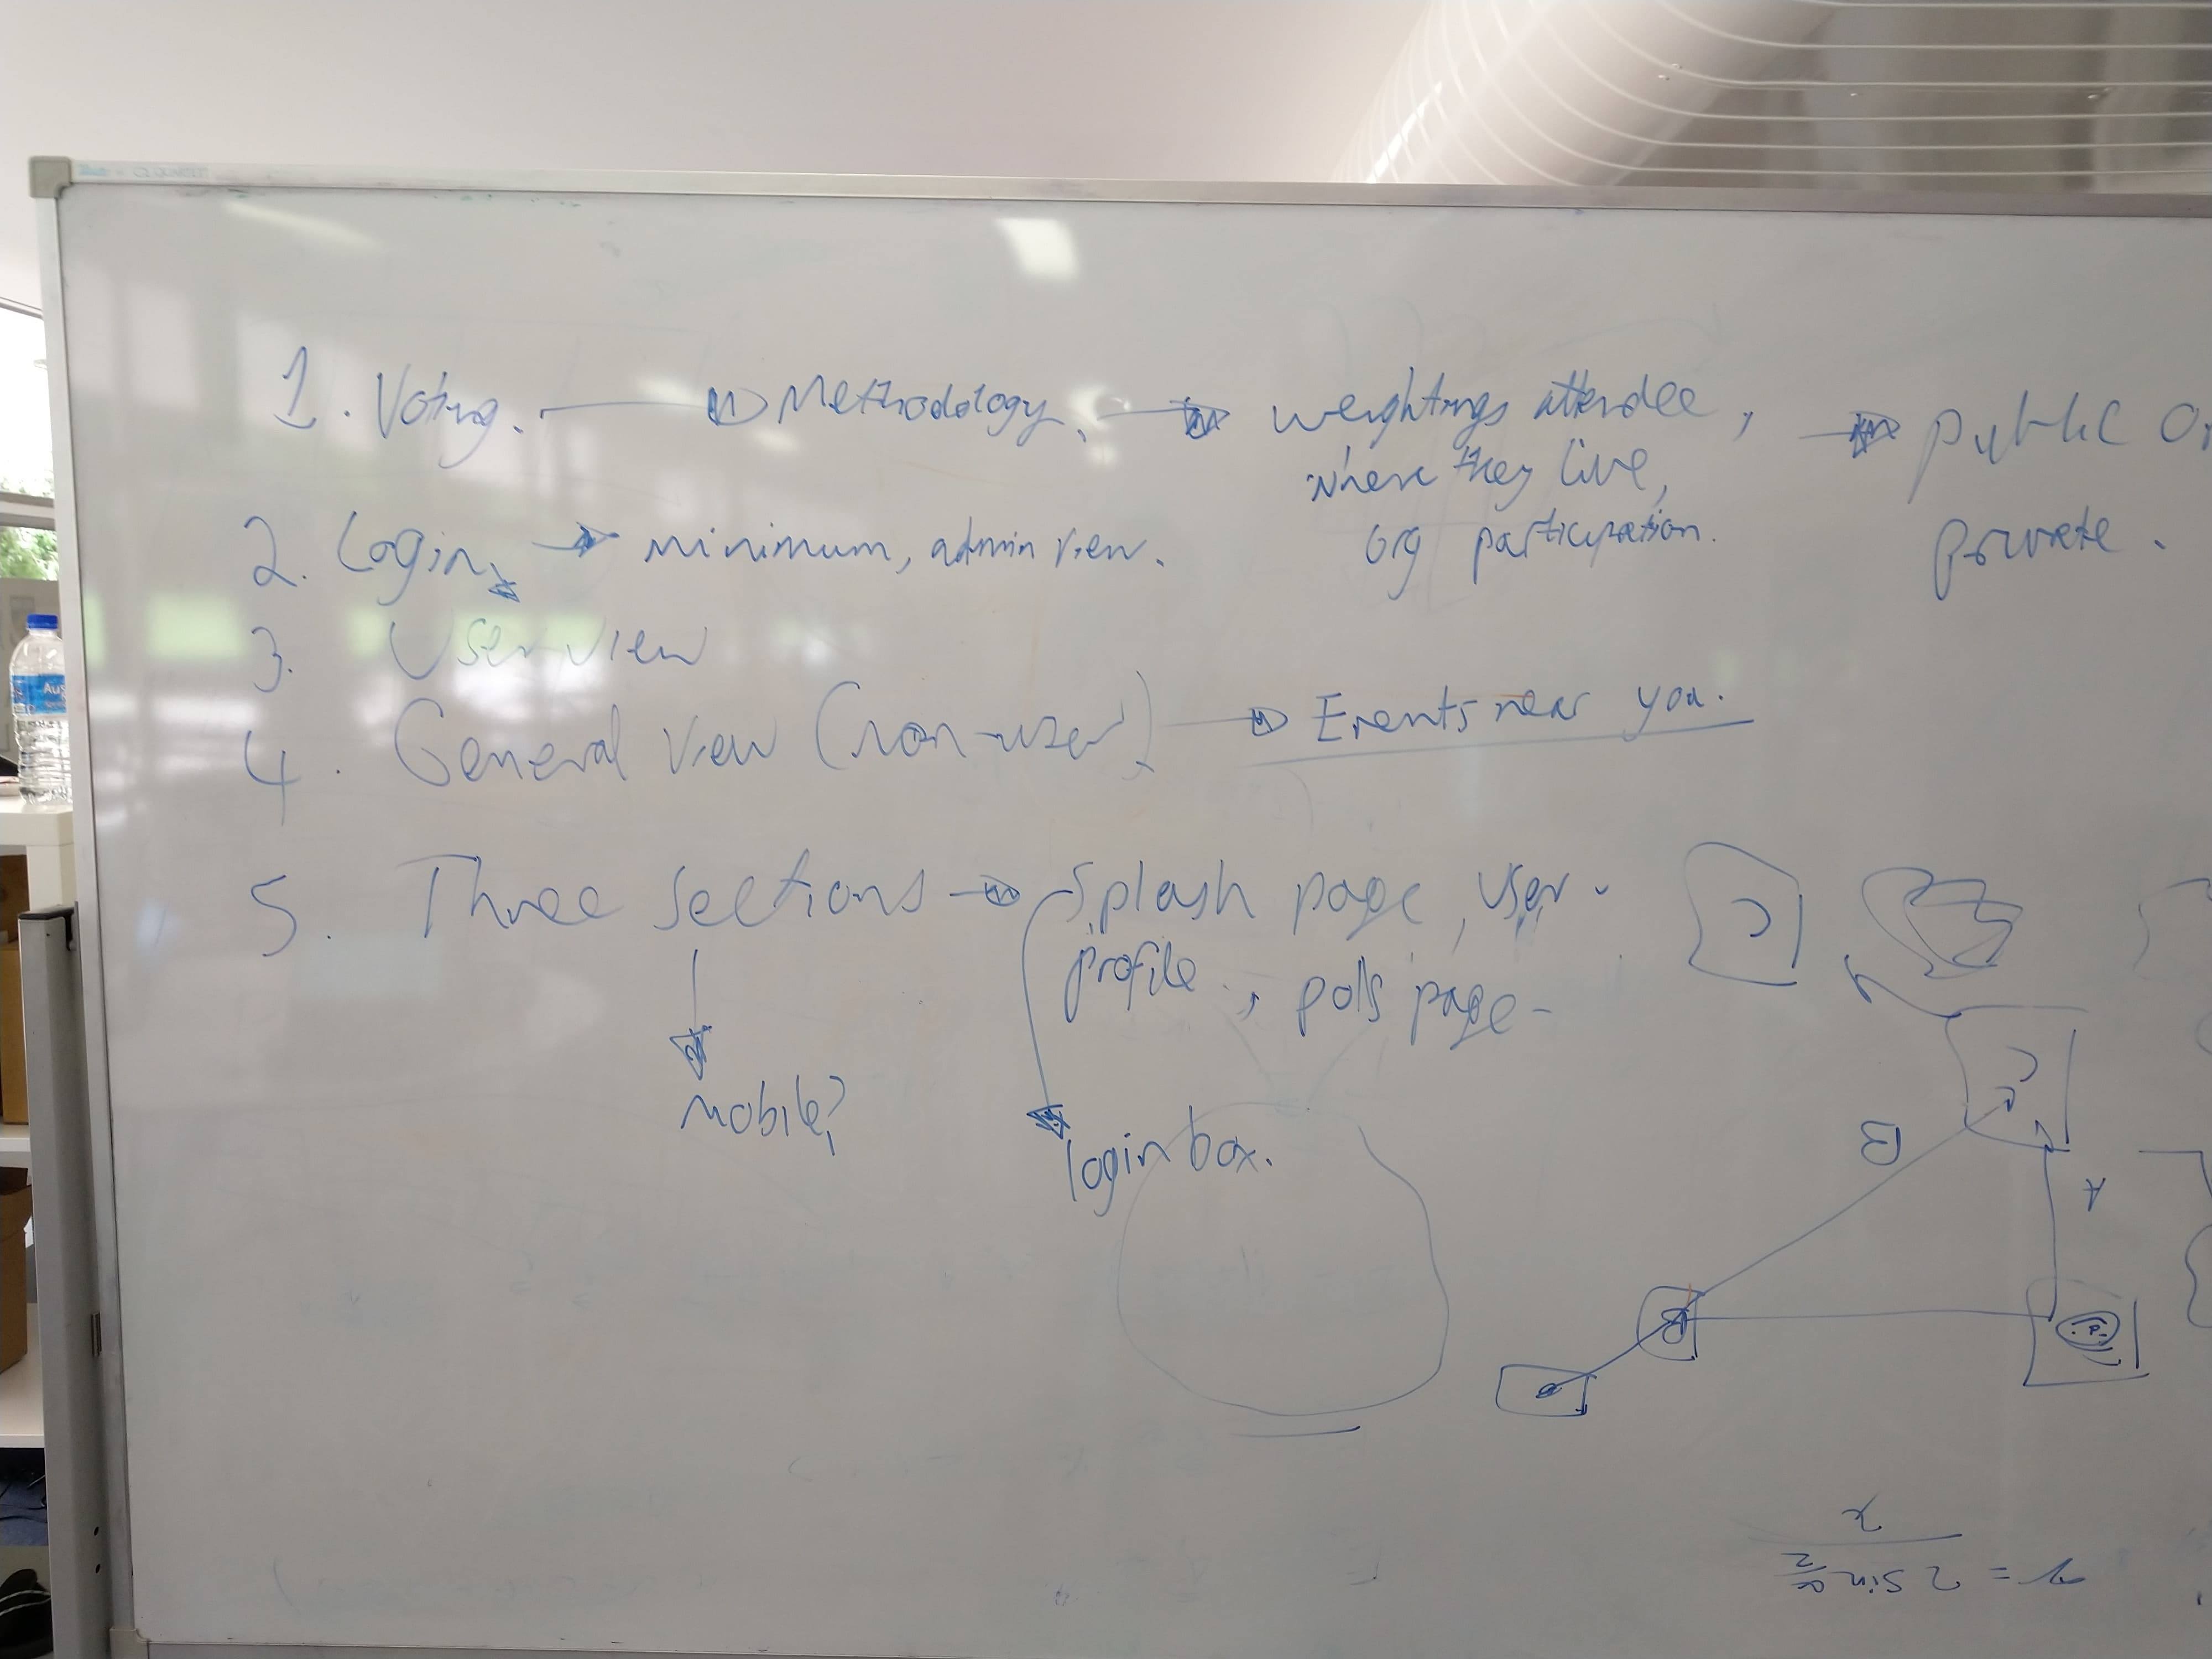 1. Voting. → Methodology, → weightings attendee, → public or
where they live,
org participation.
private.
2. Login, → minimum, admin view.
3. User view
4. General view (non-user) → Events near you.
5. Three sections → Splash page, user
profile, polls page
mobile?
login box.
C
C
B
A
B